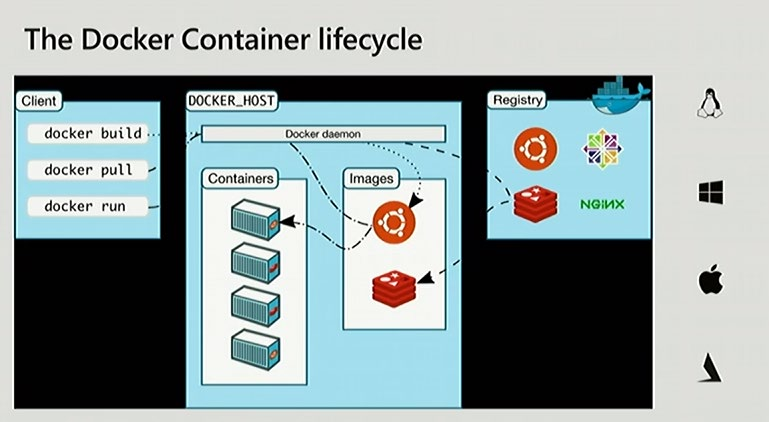 The Docker Container lifecycle
Client
docker build
docker pull
docker run
DOCKER_HOST
Docker daemon
Containers
Images
Registry
NGiNX